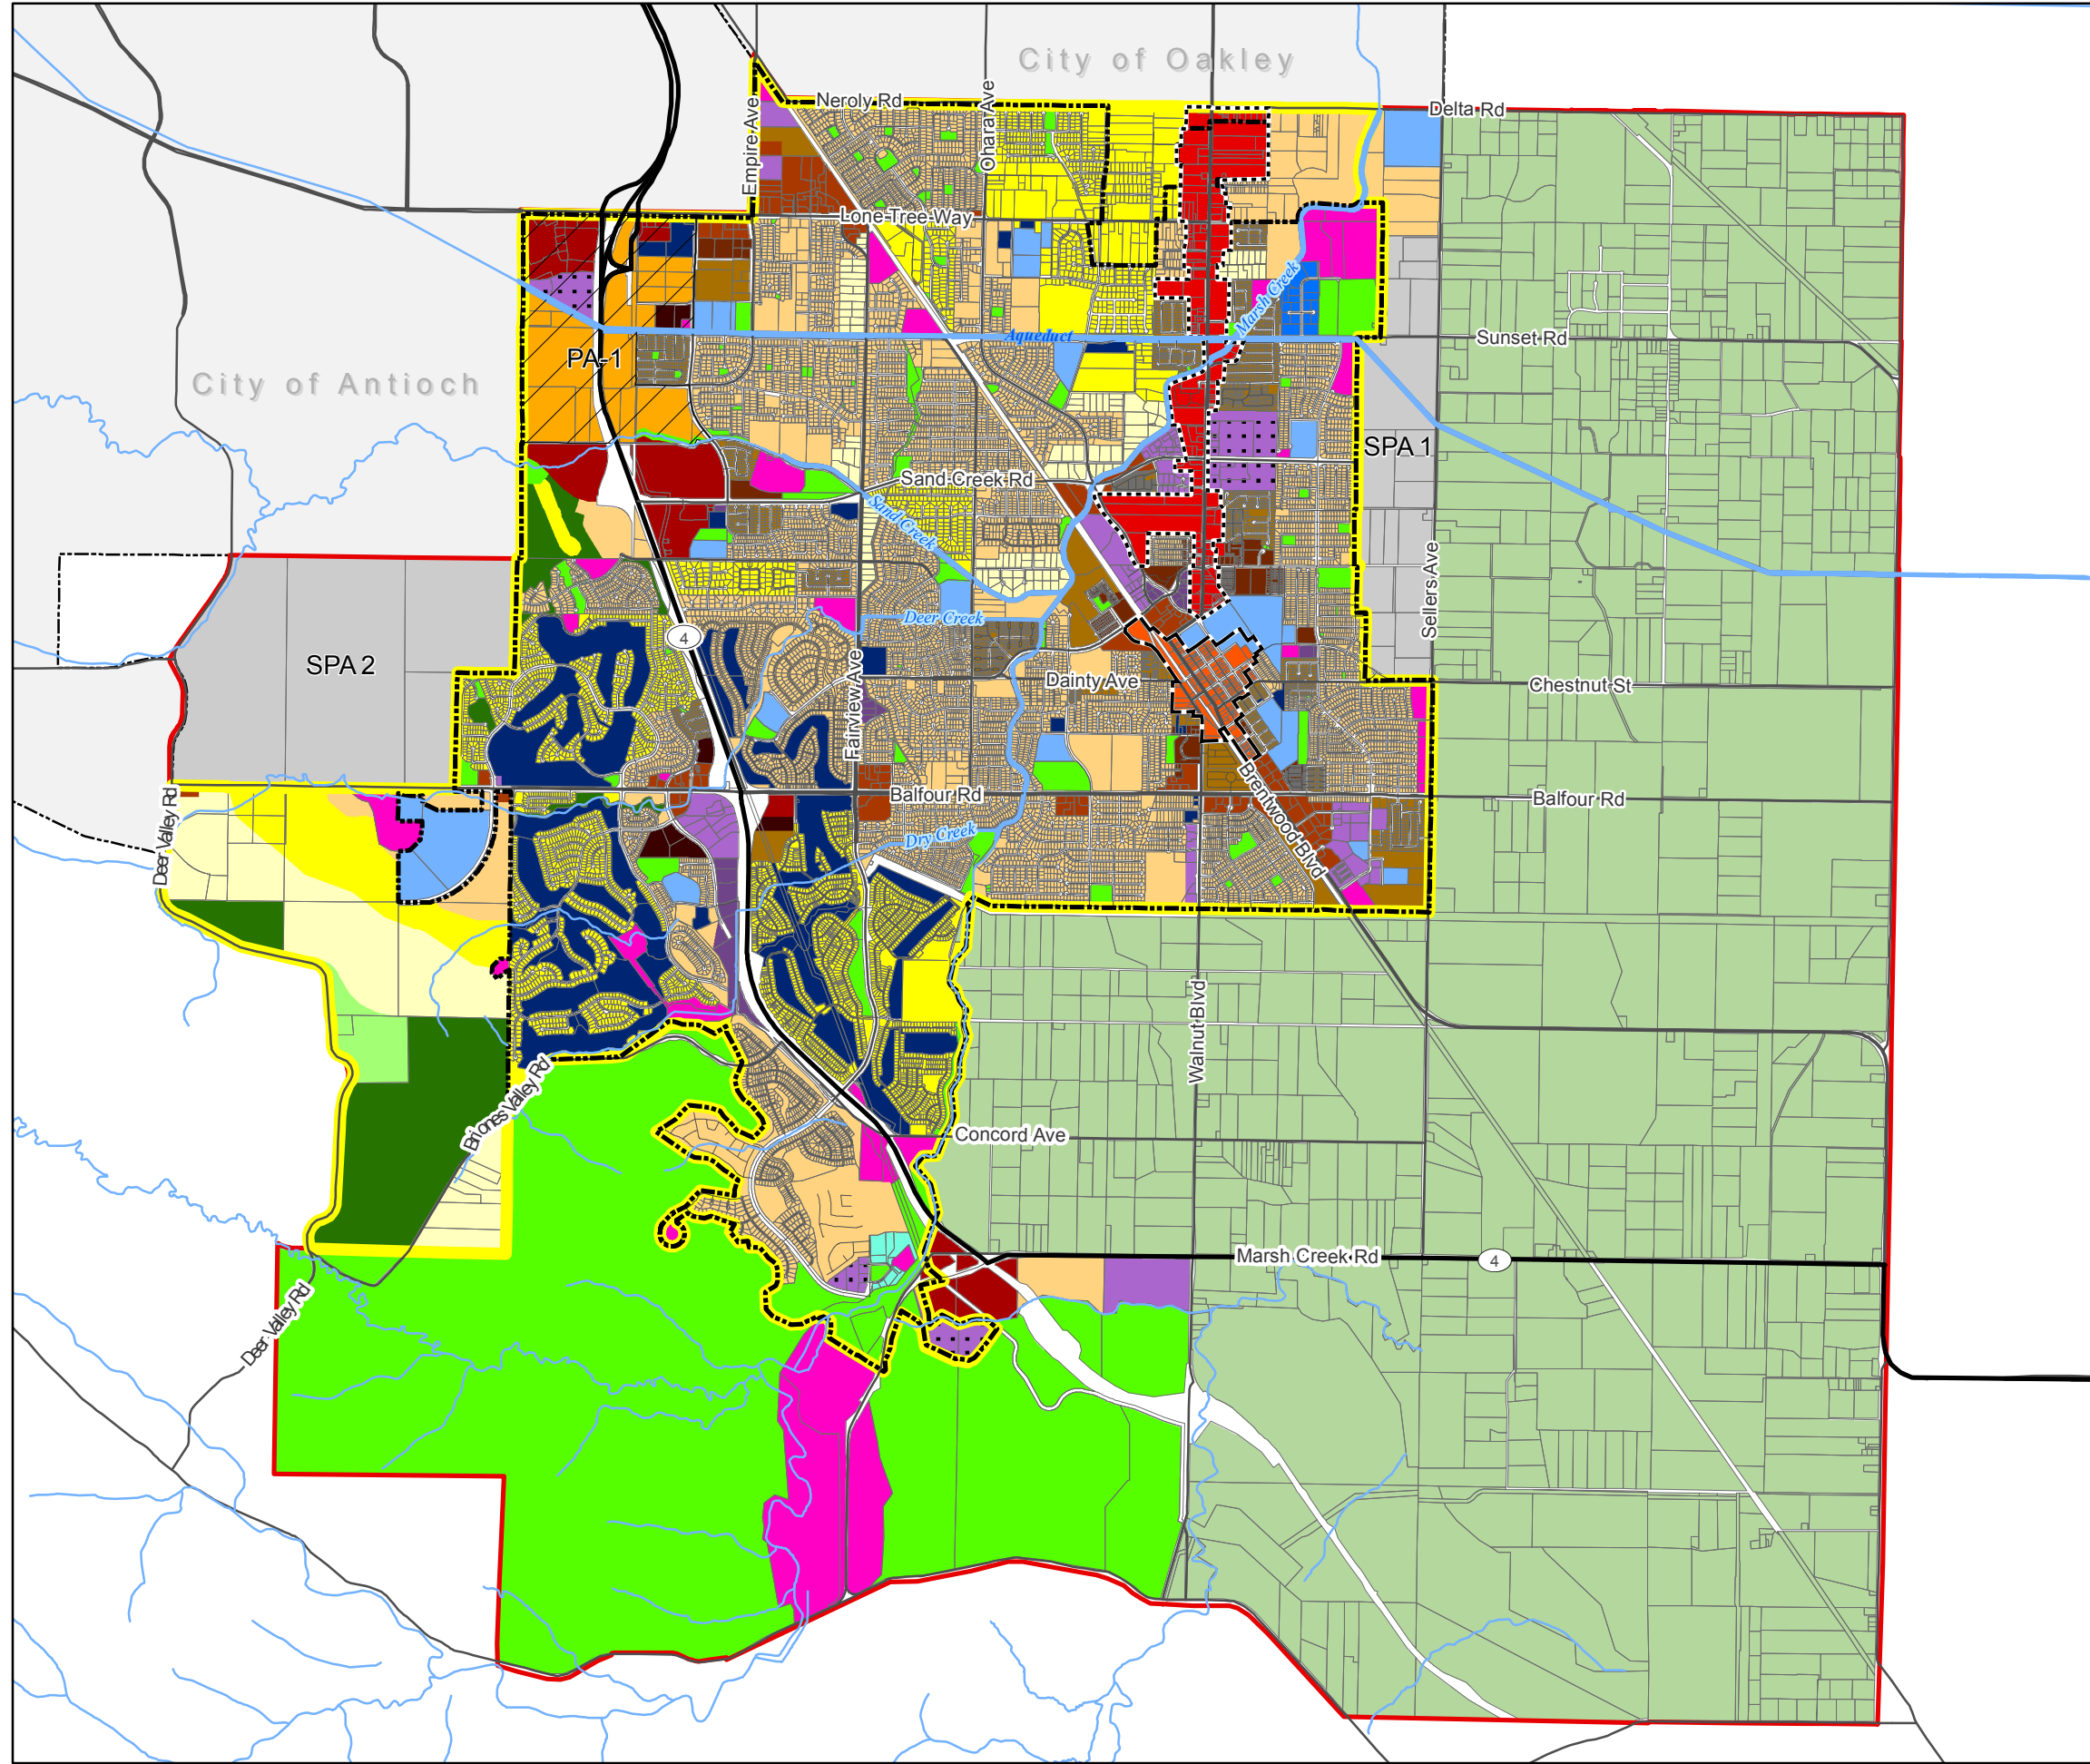 City of Oakley
Neroly Rd
Delta Rd
Empire Ave
Ohara Ave
Lone Tree Way
Marsh Creek
Aqueduct
Sunset Rd
PA-1
City of Antioch
SPA 1
Sand Creek Rd
Sand Creek
Sellers Ave
Deer Creek
4
SPA 2
Fairview Ave
Dainty Ave
Chestnut St
Balfour Rd
Balfour Rd
Brentwood Blvd
Deer Valley Rd
Dry Creek
Walnut Blvd
Briones Valley Rd
Concord Ave
Marsh Creek Rd
4
Deer Valley Rd